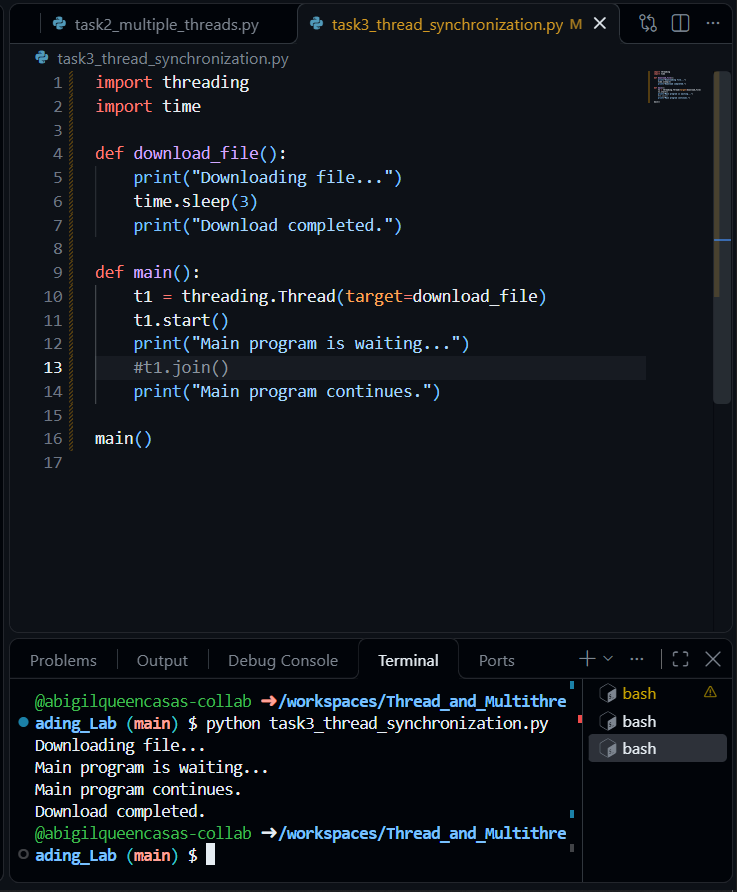 task2_multiple_threads.py
task3_thread_synchronization.py M
task3_thread_synchronization.py
1 import threading
2 import time
3
4 def download_file():
5     print("Downloading file...")
6     time.sleep(3)
7     print("Download completed.")
8
9 def main():
10     t1 = threading.Thread(target=download_file)
11     t1.start()
12     print("Main program is waiting...")
13     #t1.join()
14     print("Main program continues.")
15
16 main()
17
Problems Output Debug Console Terminal Ports
@abigilqueencasas-collab ➜/workspaces/Thread_and_Multithre
ading_Lab (main) $ python task3_thread_synchronization.py
Downloading file...
Main program is waiting...
Main program continues.
Download completed.
@abigilqueencasas-collab ➜/workspaces/Thread_and_Multithre
ading_Lab (main) $
bash
bash
bash